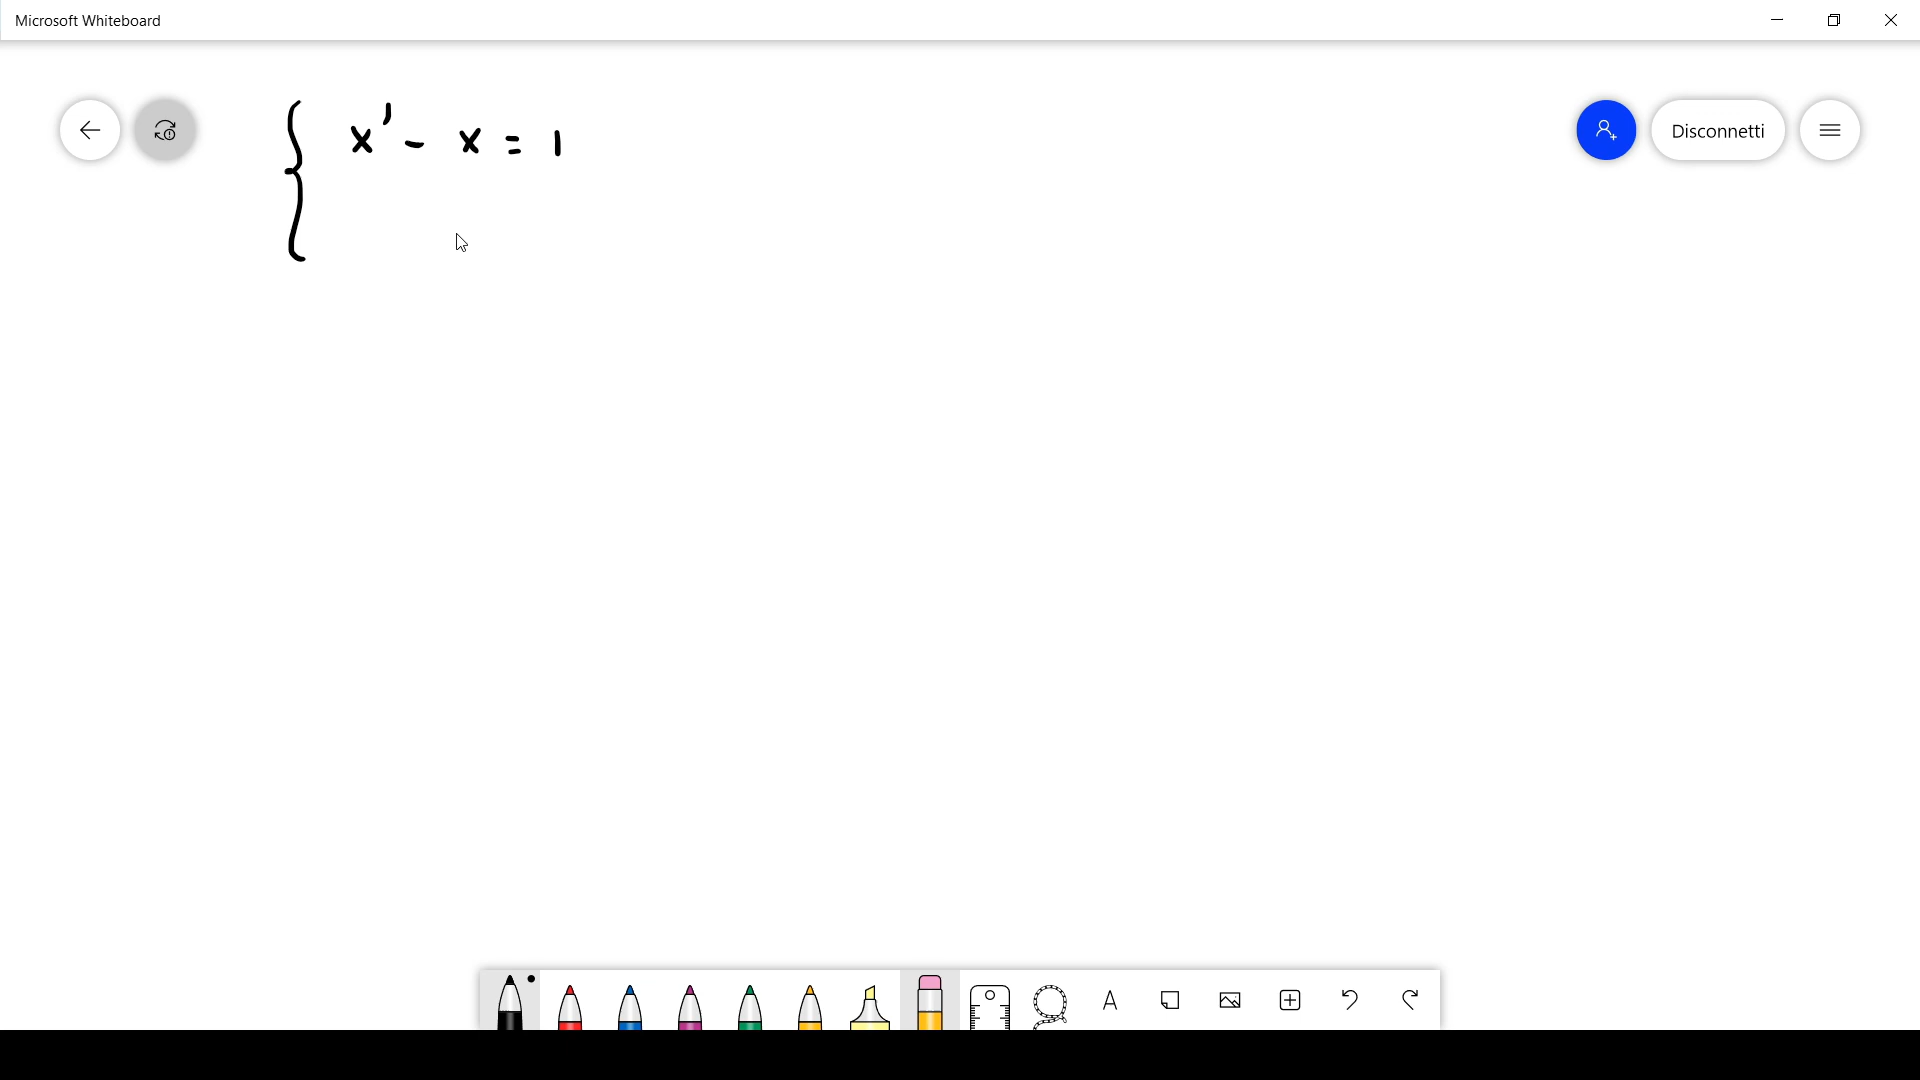 Microsoft Whiteboard
x' - x = 1
Disconnetti